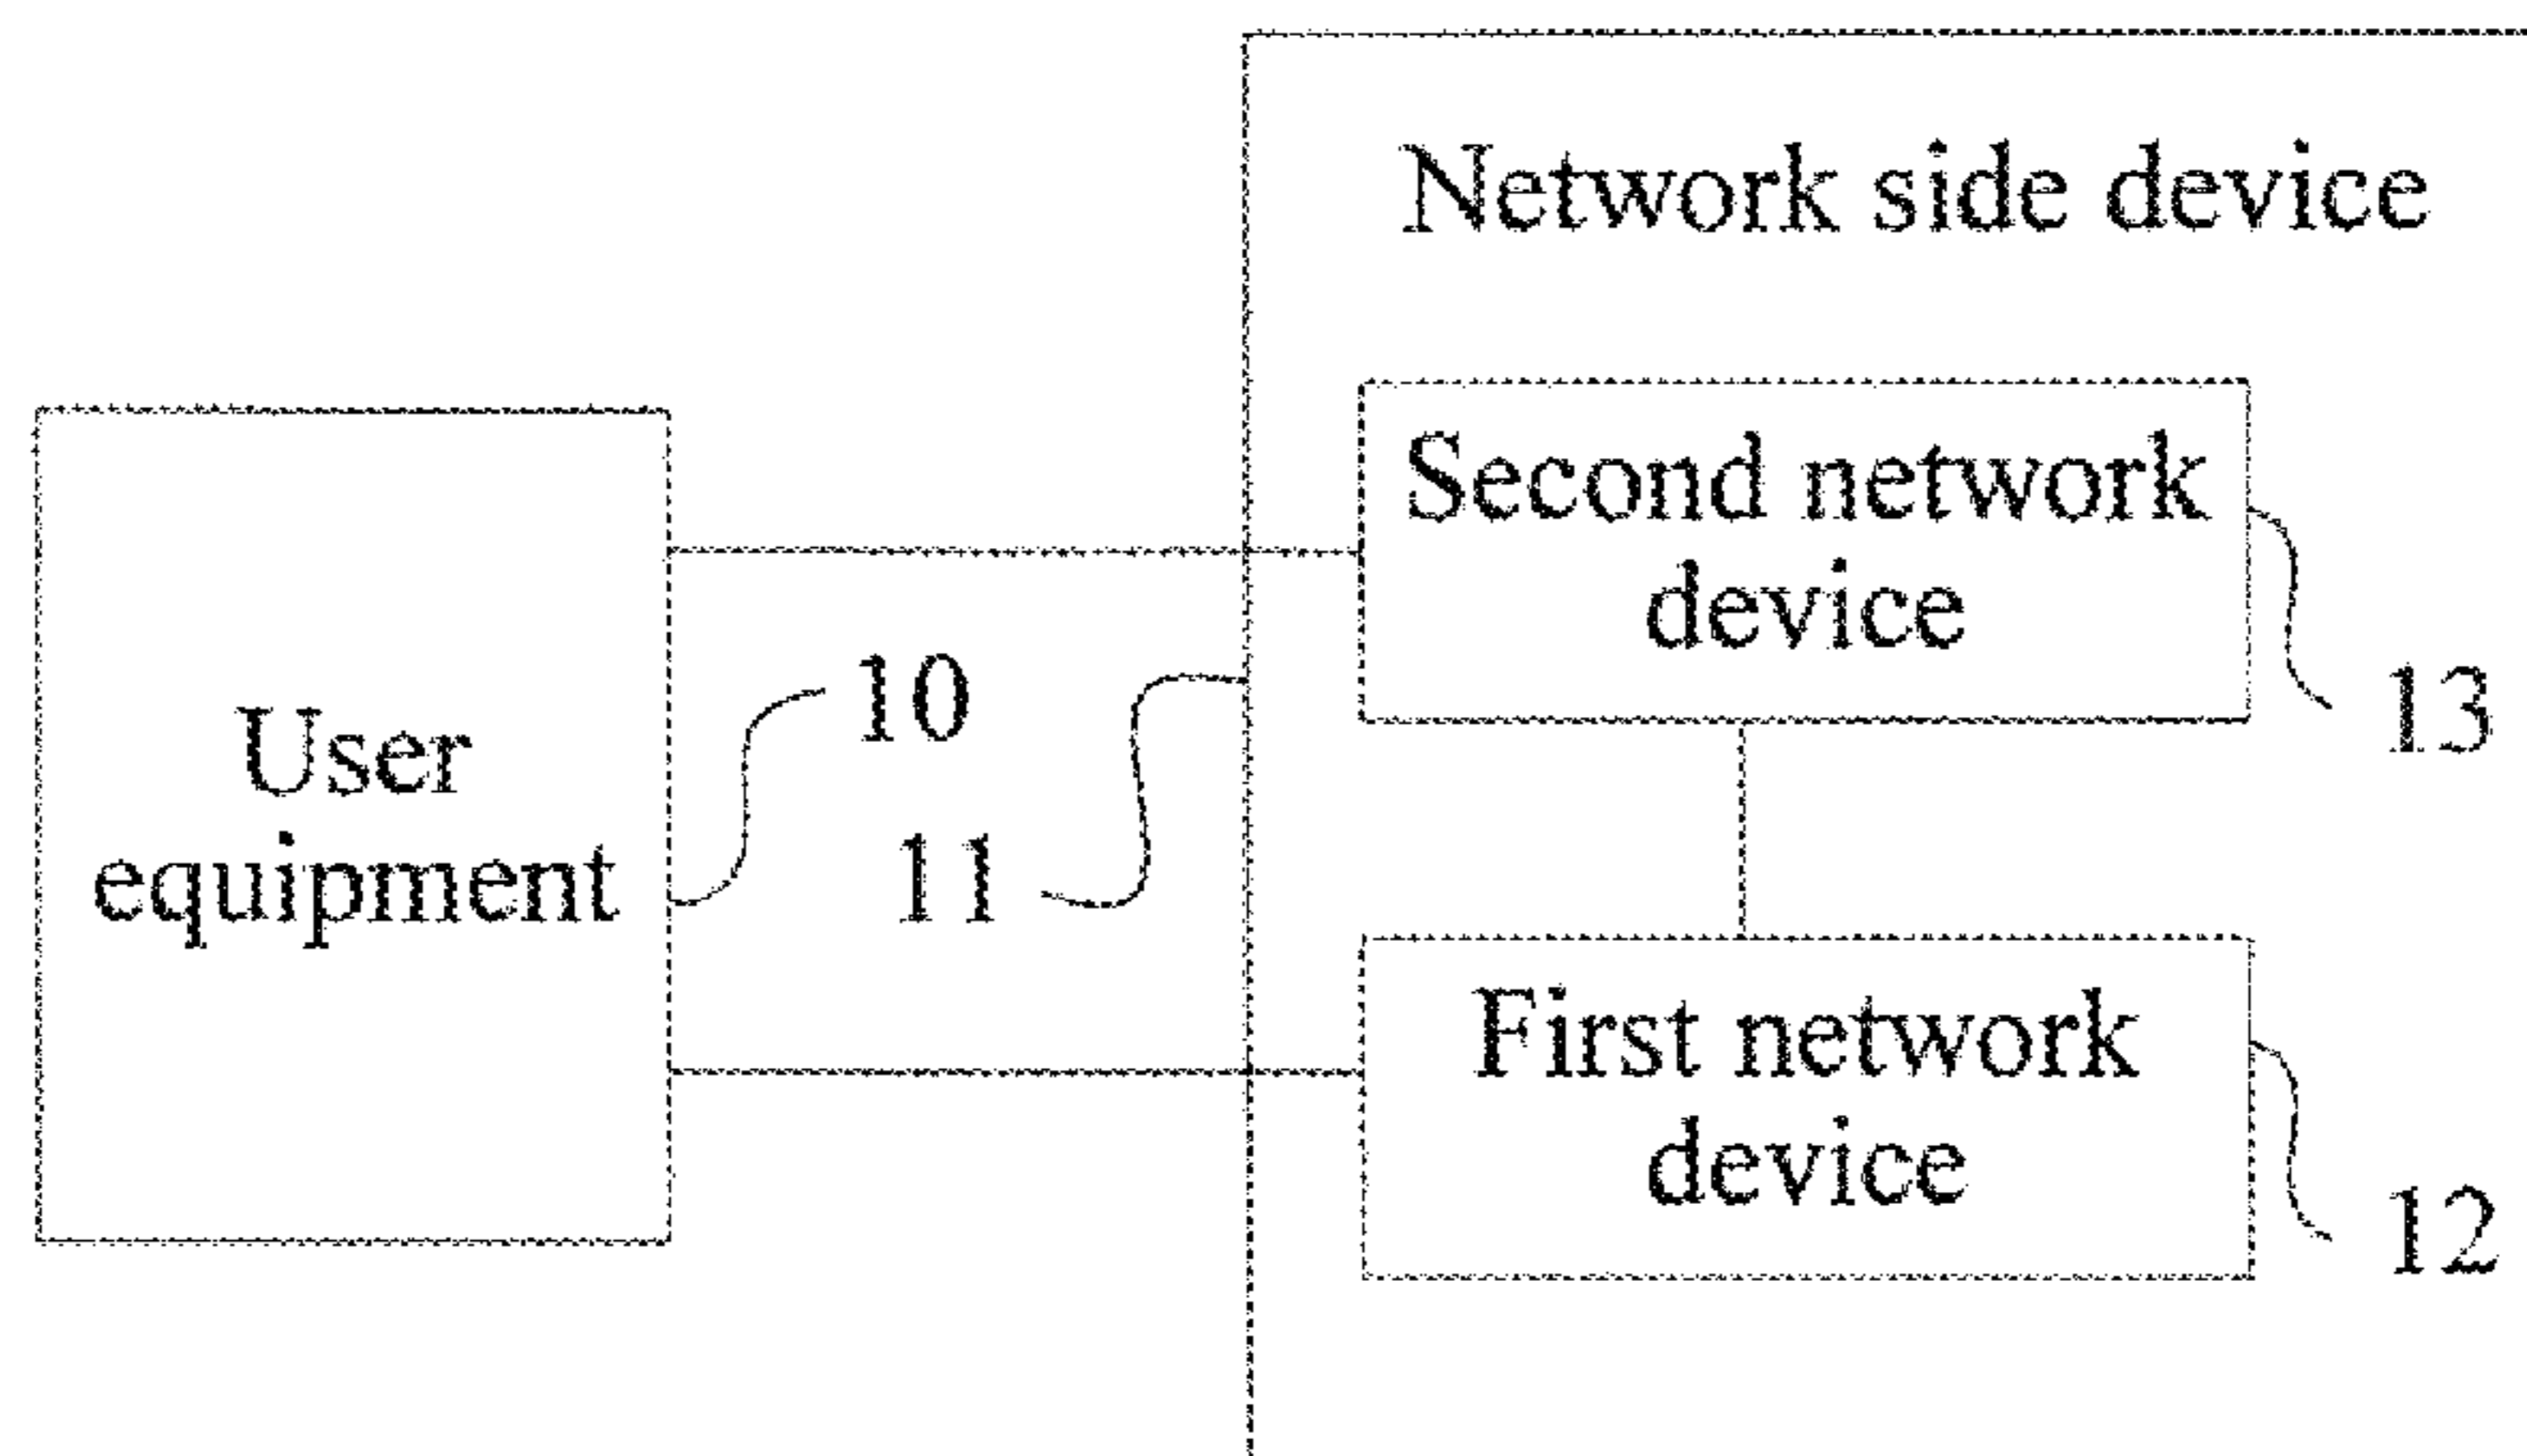 Network side device
Second network
device
13
User
equipment
10
11
First network
device
12